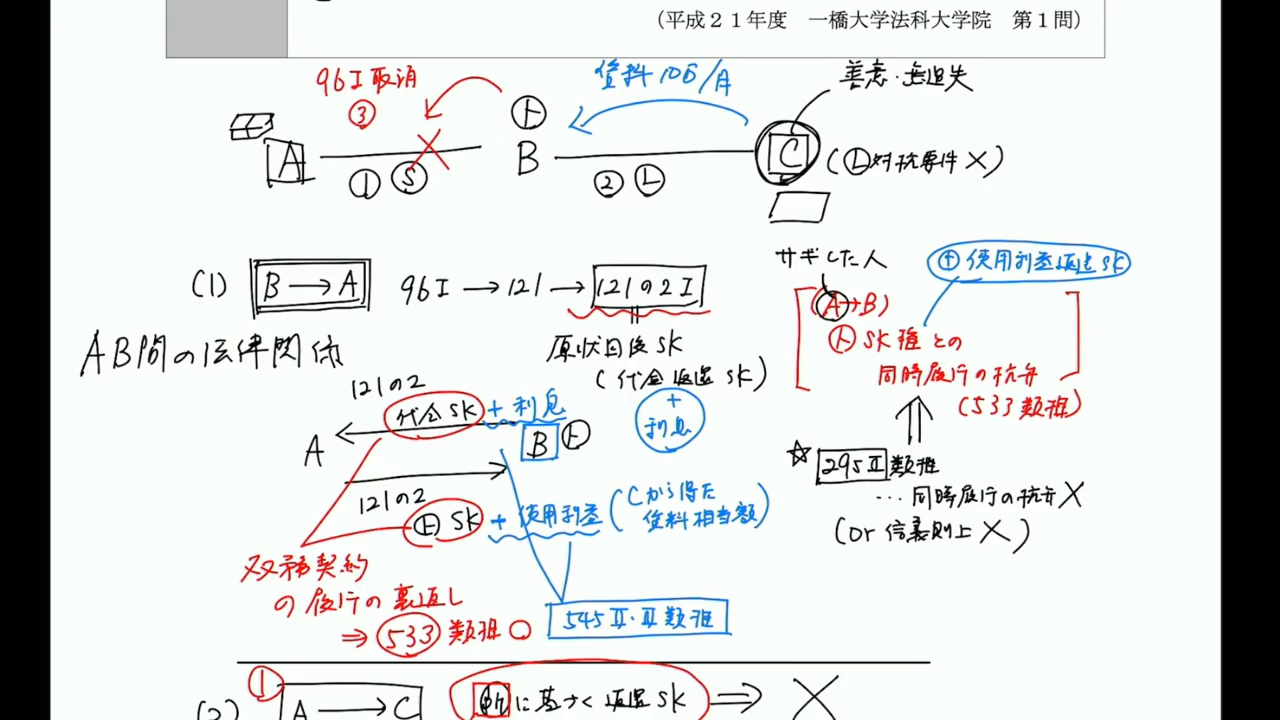 (平成21年度 一橋大学法科大学院 第1問)
96Ⅰ取消
③
賃料10万/月
善意・無過失
A
B
C
ト
① S
② L
(L対抗要件×)
(1) B→A 96Ⅰ→121→121の2Ⅰ
原状回復SK
(代金返還SK)
+
利息
サギした人
(A→B)
ト SK権との
同時履行の抗弁
(533類推)
使用利益返還SK
☆ 295Ⅱ類推
…同時履行の抗弁×
(or 信義則上×)
AB間の法律関係
121の2
代金SK+利息
A
B ト
121の2
ト SK+使用利益(Cから得た
賃料相当額)
双務契約
の履行の裏返し
⇒533類推○
545Ⅱ・Ⅲ類推
(2) ① A→C
に基づく返還SK⇒×